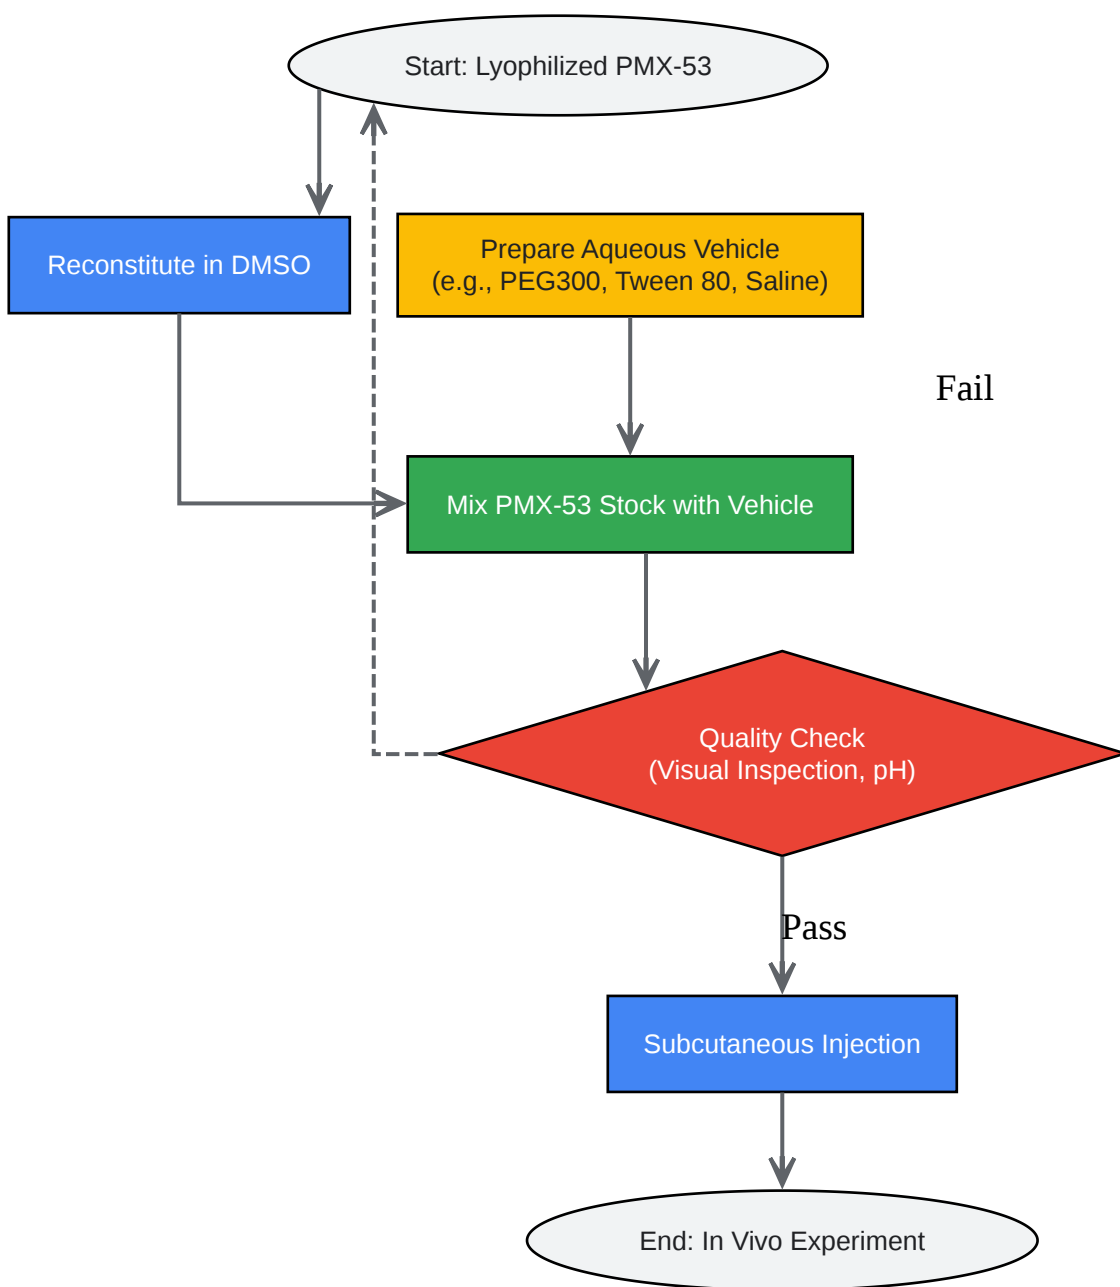 Start: Lyophilized PMX-53
Reconstitute in DMSO
Prepare Aqueous Vehicle
(e.g., PEG300, Tween 80, Saline)
Fail
Mix PMX-53 Stock with Vehicle
Quality Check
(Visual Inspection, pH)
Pass
Subcutaneous Injection
End: In Vivo Experiment